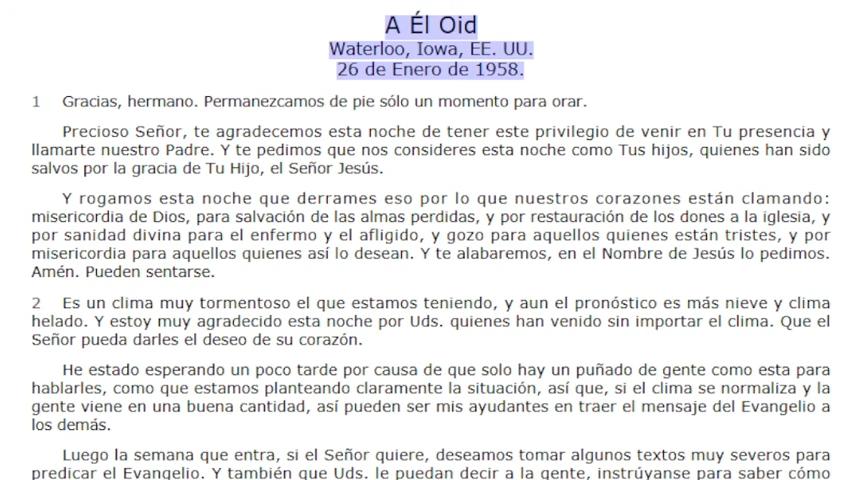 A Él Oid
Waterloo, Iowa, EE. UU.
26 de Enero de 1958.
1 Gracias, hermano. Permanezcamos de pie sólo un momento para orar.
Precioso Señor, te agradecemos esta noche de tener este privilegio de venir en Tu presencia y
llamarte nuestro Padre. Y te pedimos que nos consideres esta noche como Tus hijos, quienes han sido
salvos por la gracia de Tu Hijo, el Señor Jesús.
Y rogamos esta noche que derrames eso por lo que nuestros corazones están clamando:
misericordia de Dios, para salvación de las almas perdidas, y por restauración de los dones a la iglesia, y
por sanidad divina para el enfermo y el afligido, y gozo para aquellos quienes están tristes, y por
misericordia para aquellos quienes así lo desean. Y te alabaremos, en el Nombre de Jesús lo pedimos.
Amén. Pueden sentarse.
2 Es un clima muy tormentoso el que estamos teniendo, y aun el pronóstico es más nieve y clima
helado. Y estoy muy agradecido esta noche por Uds. quienes han venido sin importar el clima. Que el
Señor pueda darles el deseo de su corazón.
He estado esperando un poco tarde por causa de que solo hay un puñado de gente como esta para
hablarles, como que estamos planteando claramente la situación, así que, si el clima se normaliza y la
gente viene en una buena cantidad, así pueden ser mis ayudantes en traer el mensaje del Evangelio a
los demás.
Luego la semana que entra, si el Señor quiere, deseamos tomar algunos textos muy severos para
predicar el Evangelio. Y también que Uds. le puedan decir a la gente, instrúyanse para saber cómo